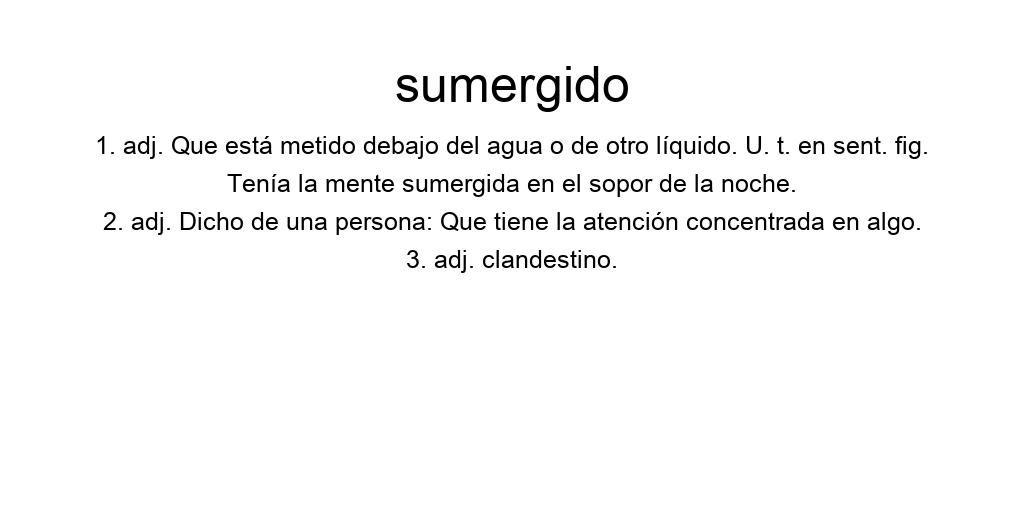 sumergido
1. adj. Que está metido debajo del agua o de otro líquido. U. t. en sent. fig.
Tenía la mente sumergida en el sopor de la noche.
2. adj. Dicho de una persona: Que tiene la atención concentrada en algo.
3. adj. clandestino.